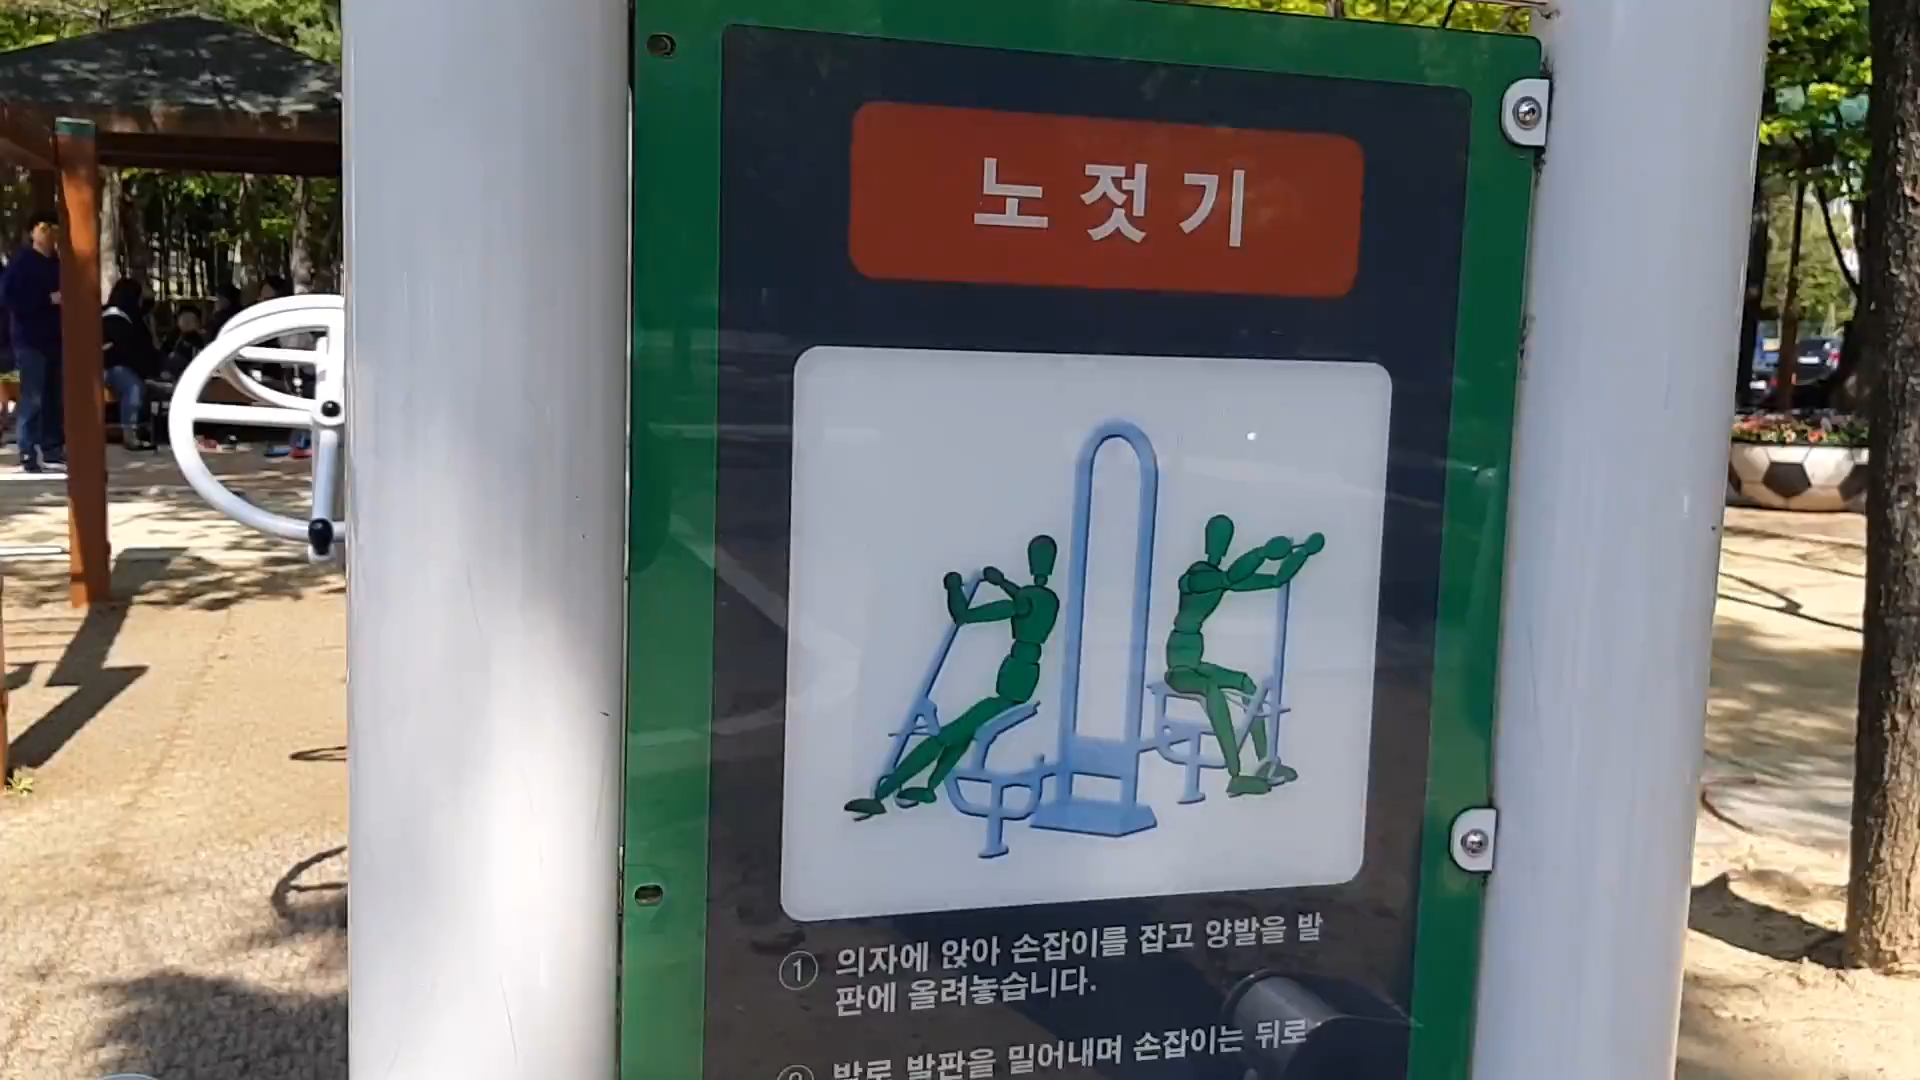 노젓기
① 의자에 앉아 손잡이를 잡고 양발을 발
판에 올려놓습니다.
② 발로 발판을 밀어내며 손잡이는 뒤로